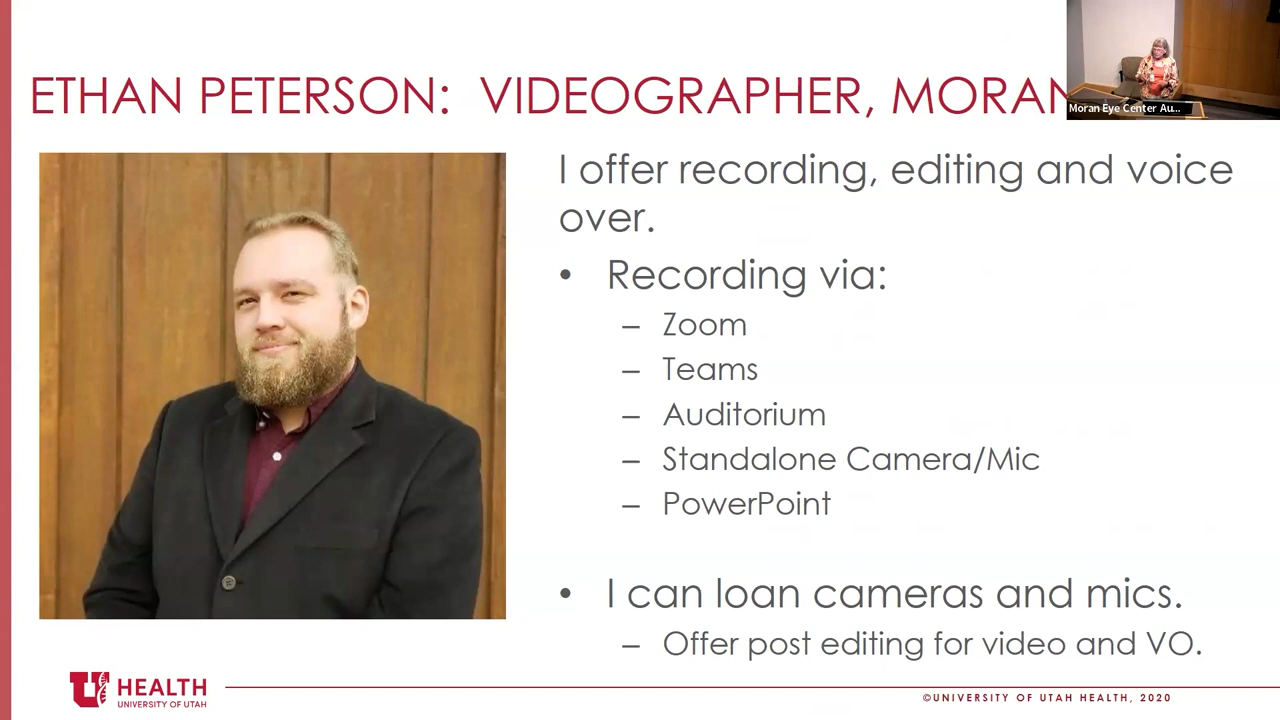 ETHAN PETERSON: VIDEOGRAPHER, MORAN
Moran Eye Center Au...
I offer recording, editing and voice
over.
• Recording via:
– Zoom
– Teams
– Auditorium
– Standalone Camera/Mic
– PowerPoint
• I can loan cameras and mics.
– Offer post editing for video and VO.
U HEALTH
UNIVERSITY OF UTAH
©UNIVERSITY OF UTAH HEALTH, 2020